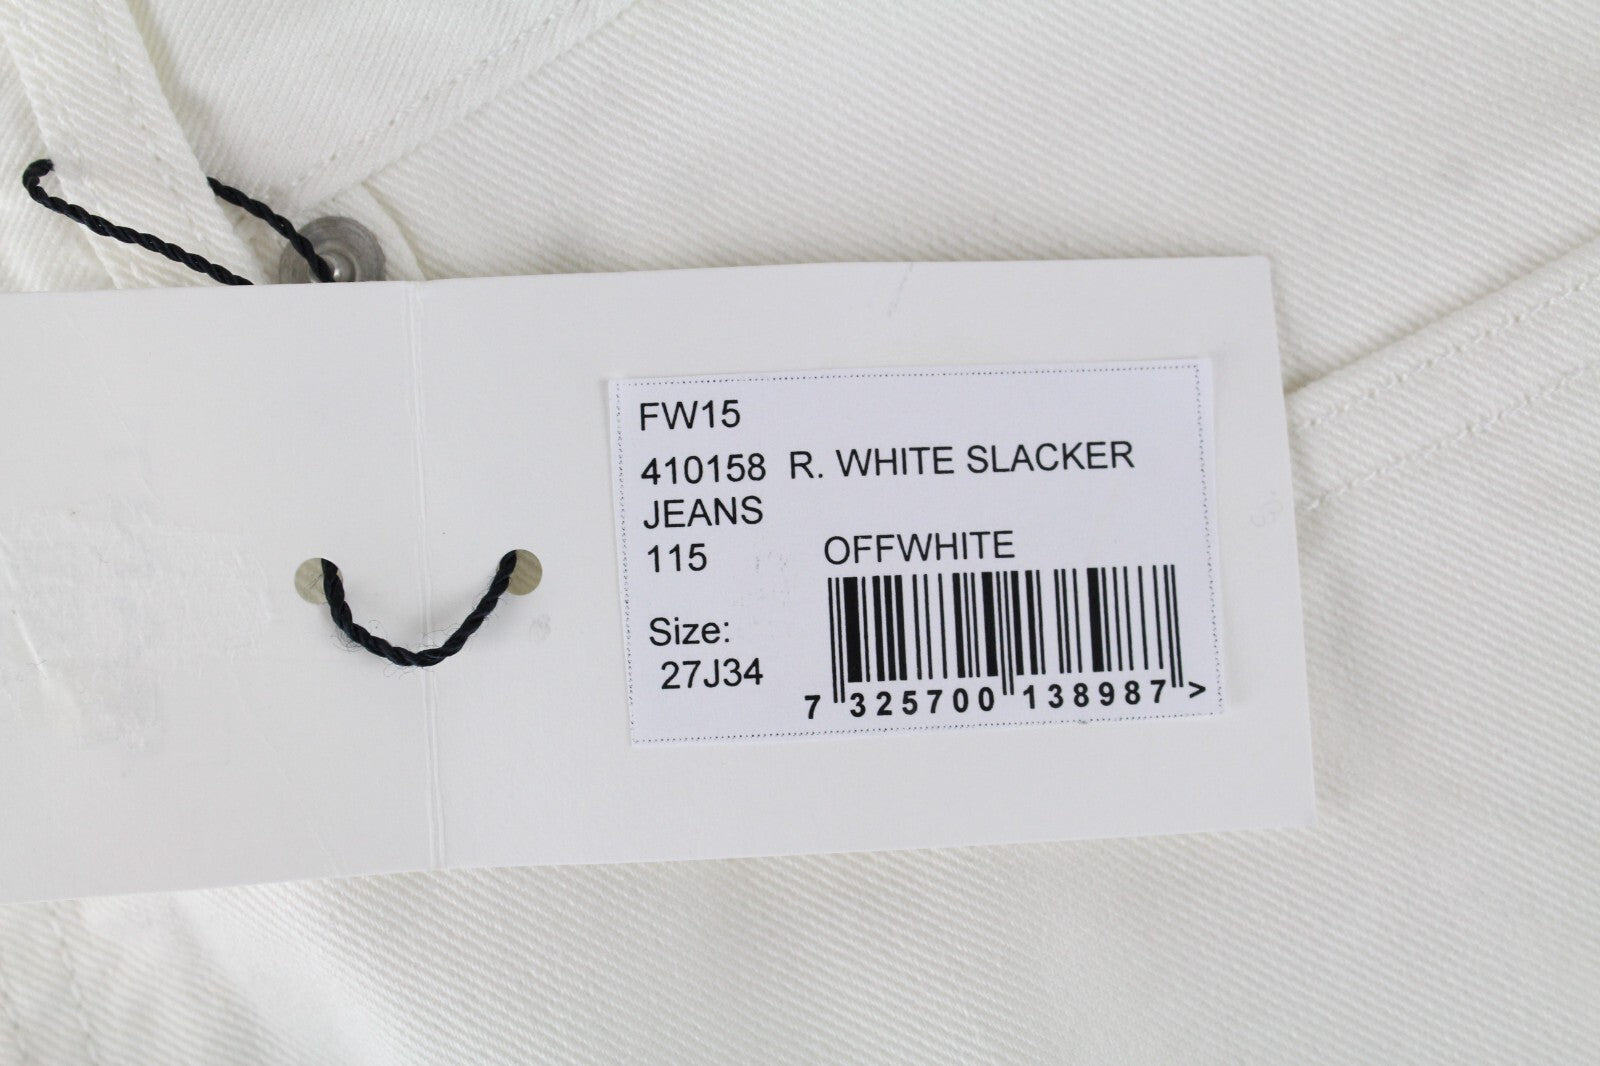 FW15
410158 R. WHITE SLACKER
JEANS
115 OFFWHITE
Size:
27J34
7 325700 138987 >